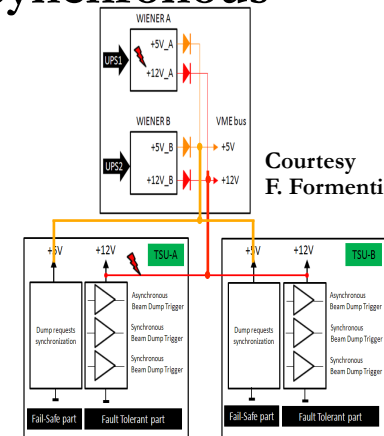 WIENER A
+5V_A
UPS1
+12V_A
WIENER B
VME bus
+5V_B
+5V
UPS2
+12V_B
+12V
Courtesy
F. Formenti
+5V
+12V
TSU-A
Asynchronous
Beam Dump Trigger
Dump requests
synchronization
Synchronous
Beam Dump Trigger
Synchronous
Beam Dump Trigger
Fail-Safe part
Fault Tolerant part
+5V
+12V
TSU-B
Asynchronous
Beam Dump Trigger
Dump requests
synchronization
Synchronous
Beam Dump Trigger
Synchronous
Beam Dump Trigger
Fail-Safe part
Fault Tolerant part